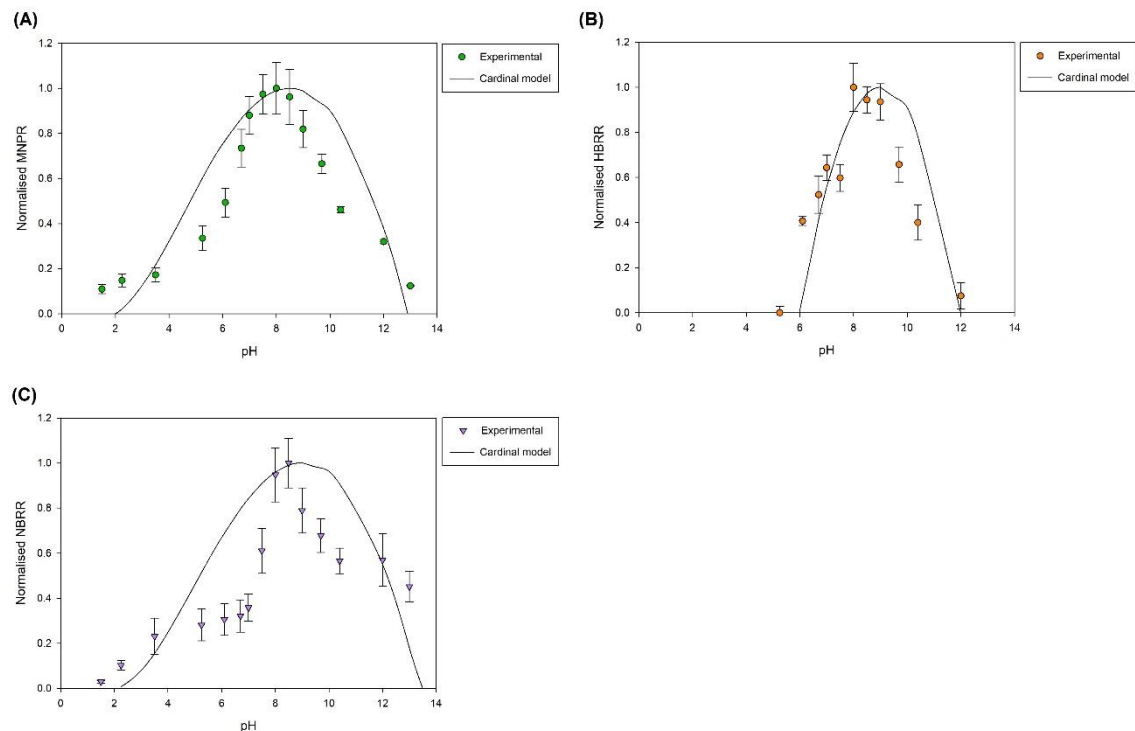 (A)
Normalised MNPR
1.2
1.0
0.8
0.6
0.4
0.2
0.0
0 2 4 6 8 10 12 14
pH
Experimental
Cardinal model
(B)
Normalised HBRR
1.2
1.0
0.8
0.6
0.4
0.2
0.0
0 2 4 6 8 10 12 14
pH
Experimental
Cardinal model
(C)
Normalised NBRR
1.2
1.0
0.8
0.6
0.4
0.2
0.0
0 2 4 6 8 10 12 14
pH
Experimental
Cardinal model